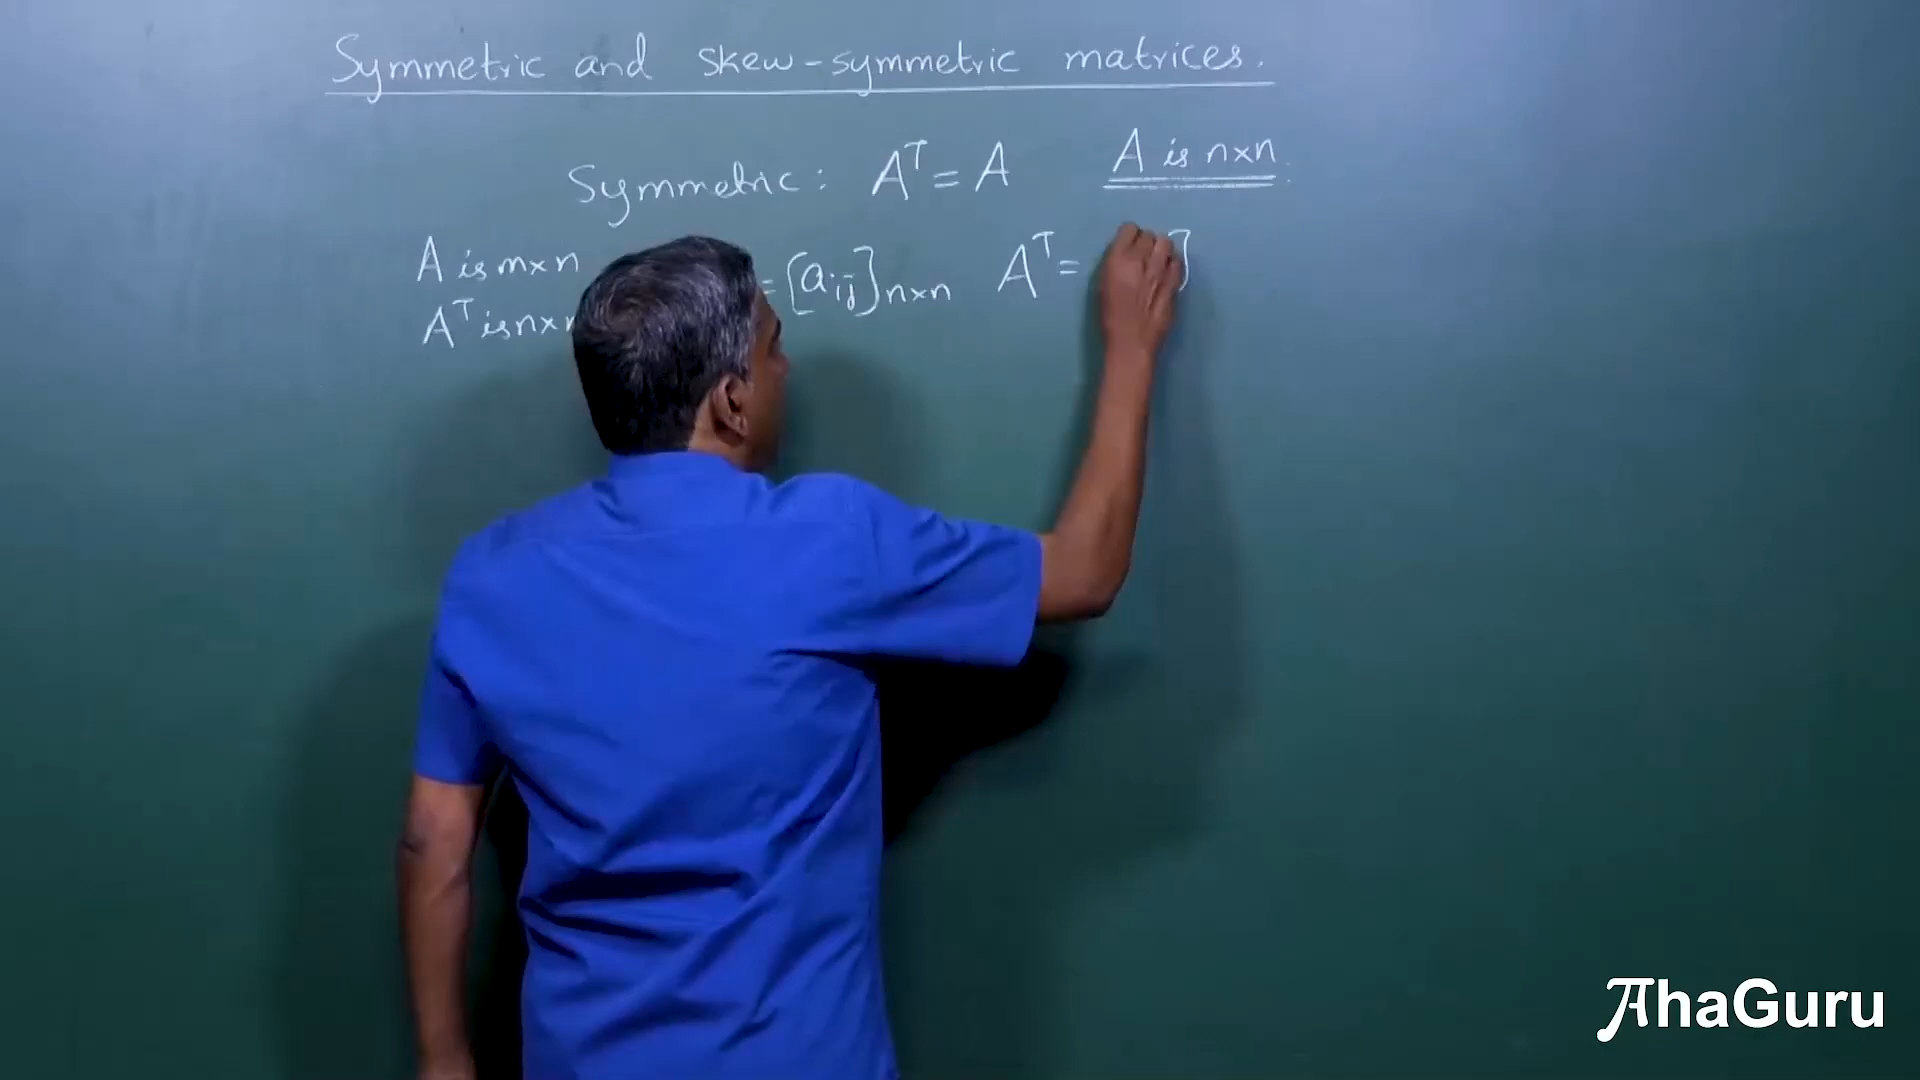 Symmetric and skew-symmetric matrices.
Symmetric: Aᵀ = A A is n×n.
A is m×n = [aᵢⱼ]ₙₓₙ Aᵀ = ]
Aᵀ is n×
AhaGuru